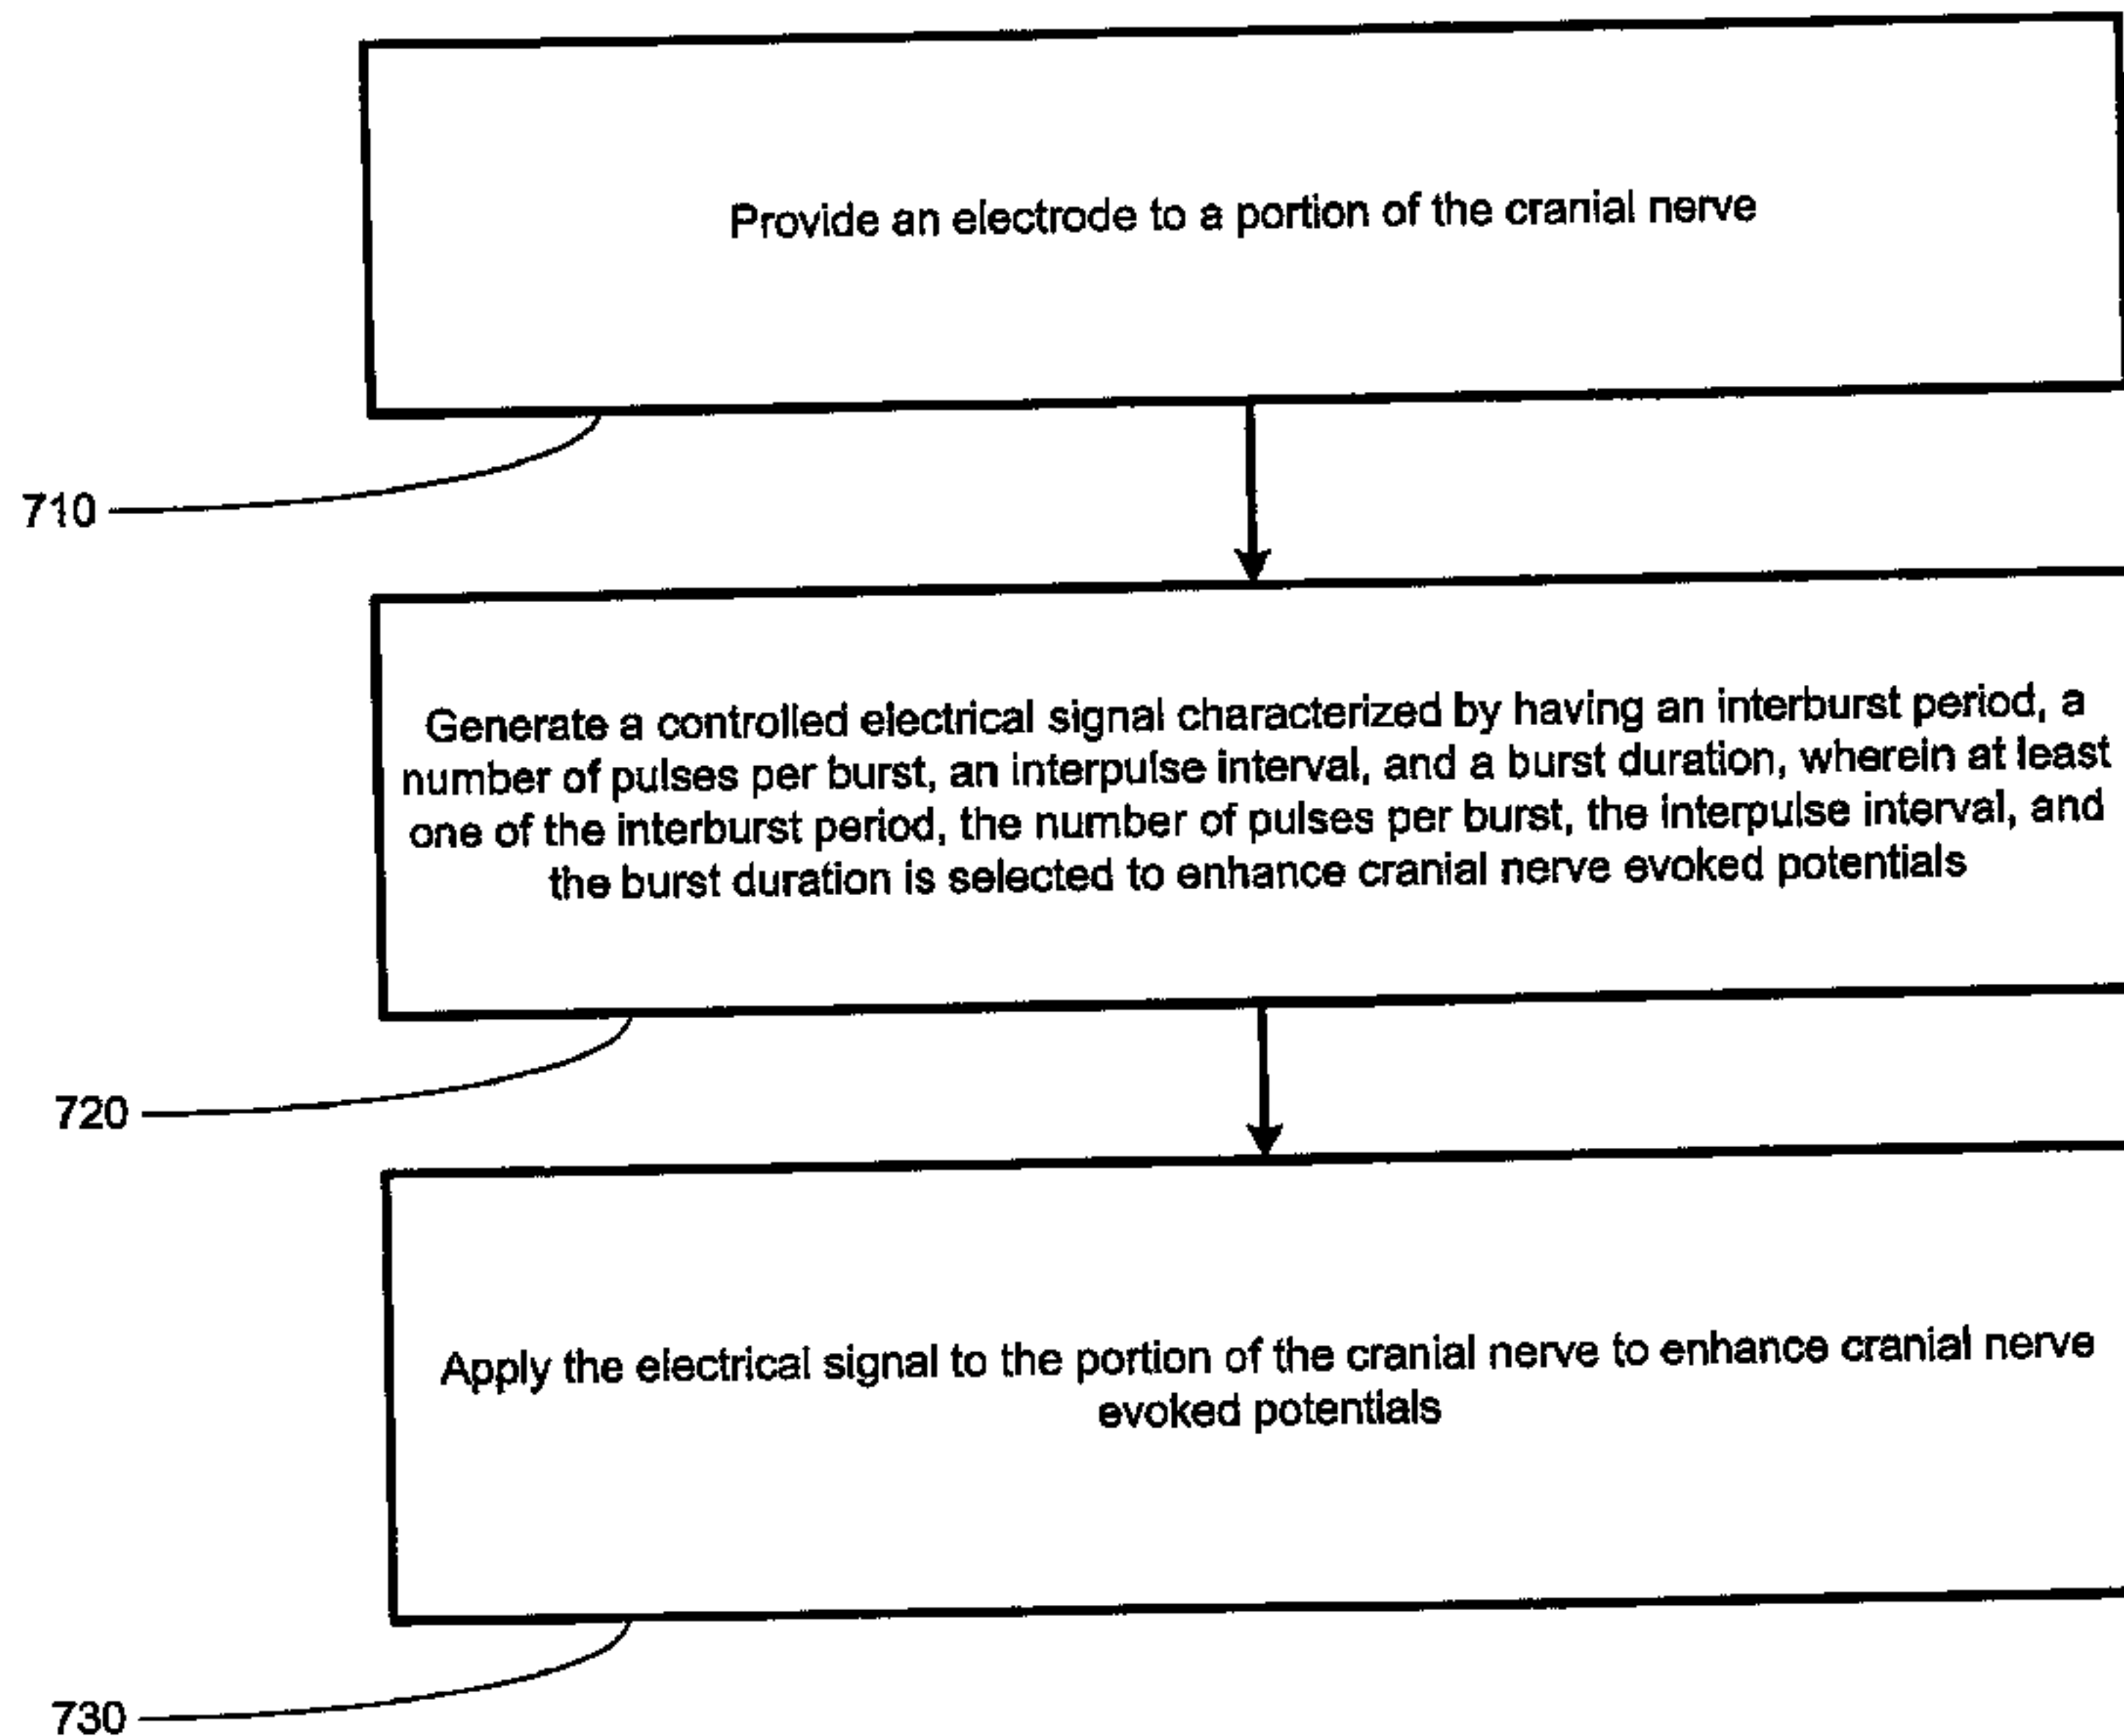 Provide an electrode to a portion of the cranial nerve
710
Generate a controlled electrical signal characterized by having an interburst period, a
number of pulses per burst, an interpulse interval, and a burst duration, wherein at least
one of the interburst period, the number of pulses per burst, the interpulse interval, and
the burst duration is selected to enhance cranial nerve evoked potentials
720
Apply the electrical signal to the portion of the cranial nerve to enhance cranial nerve
evoked potentials
730